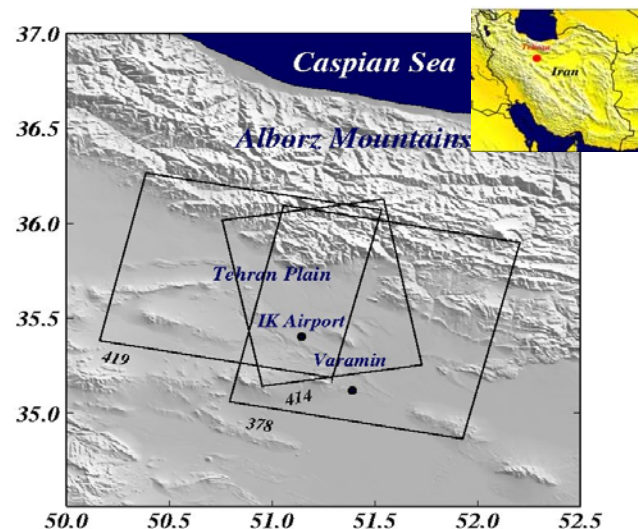 37.0
Caspian Sea
Iran
36.5
Alborz Mountains
36.0
Tehran Plain
35.5
IK Airport
419
Varamin
35.0
414
378
50.0 50.5 51.0 51.5 52.0 52.5